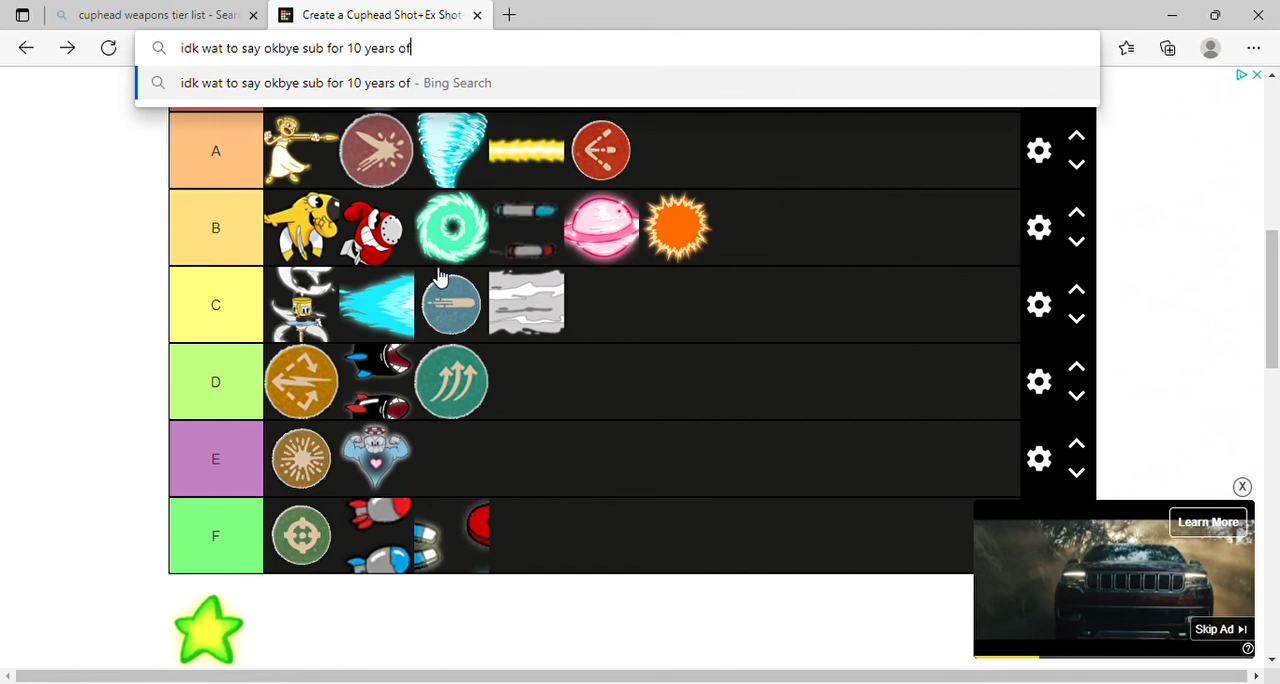 cuphead weapons tier list - Sear
Create a Cuphead Shot+Ex Shot
idk wat to say okbye sub for 10 years of
idk wat to say okbye sub for 10 years of - Bing Search
A
B
C
D
E
F
Learn More
Skip Ad